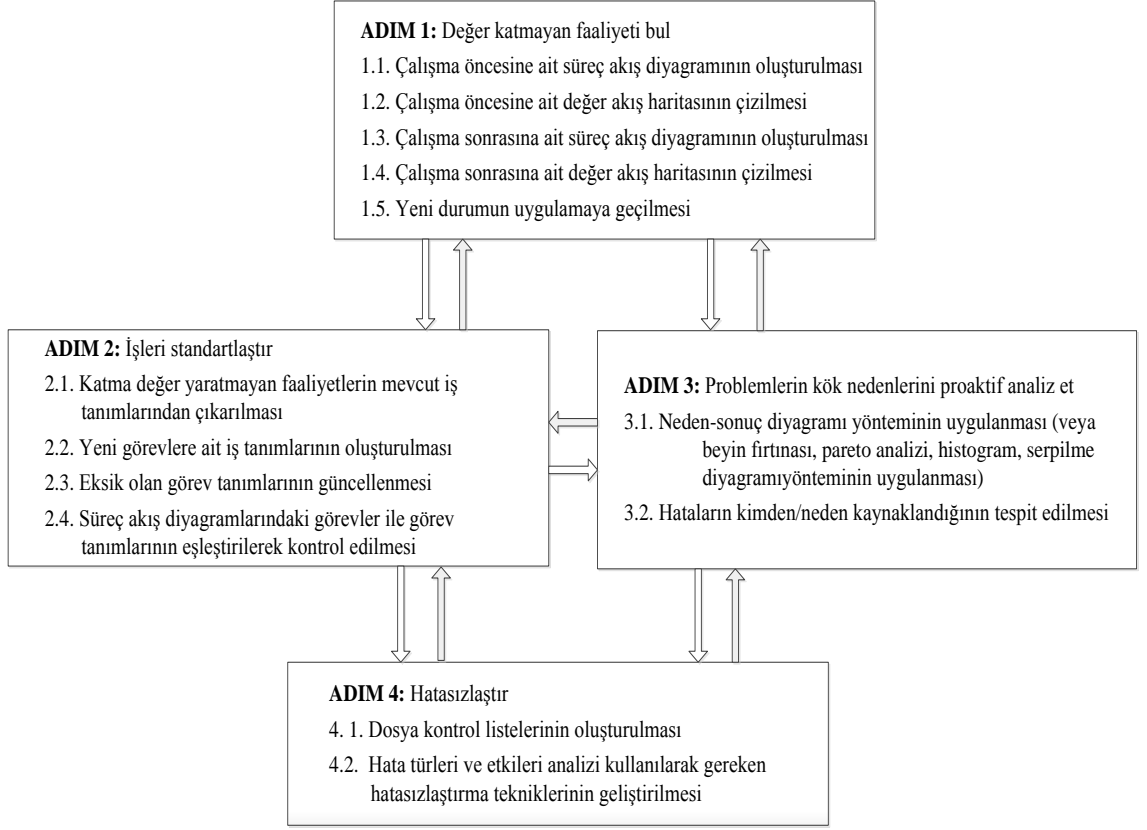 ADIM 1: Değer katmayan faaliyeti bul
1.1. Çalışma öncesine ait süreç akış diyagramının oluşturulması
1.2. Çalışma öncesine ait değer akış haritasının çizilmesi
1.3. Çalışma sonrasına ait süreç akış diyagramının oluşturulması
1.4. Çalışma sonrasına ait değer akış haritasının çizilmesi
1.5. Yeni durumun uygulamaya geçilmesi
ADIM 2: İşleri standartlaştır
2.1. Katma değer yaratmayan faaliyetlerin mevcut iş
tanımlarından çıkarılması
2.2. Yeni görevlere ait iş tanımlarının oluşturulması
2.3. Eksik olan görev tanımlarının güncellenmesi
2.4. Süreç akış diyagramlarındaki görevler ile görev
tanımlarının eşleştirilerek kontrol edilmesi
ADIM 3: Problemlerin kök nedenlerini proaktif analiz et
3.1. Neden-sonuç diyagramı yönteminin uygulanması (veya
beyin fırtınası, pareto analizi, histogram, serpilme
diyagramıyönteminin uygulanması)
3.2. Hataların kimden/neden kaynaklandığının tespit edilmesi
ADIM 4: Hatasızlaştır
4. 1. Dosya kontrol listelerinin oluşturulması
4.2. Hata türleri ve etkileri analizi kullanılarak gereken
hatasızlaştırma tekniklerinin geliştirilmesi